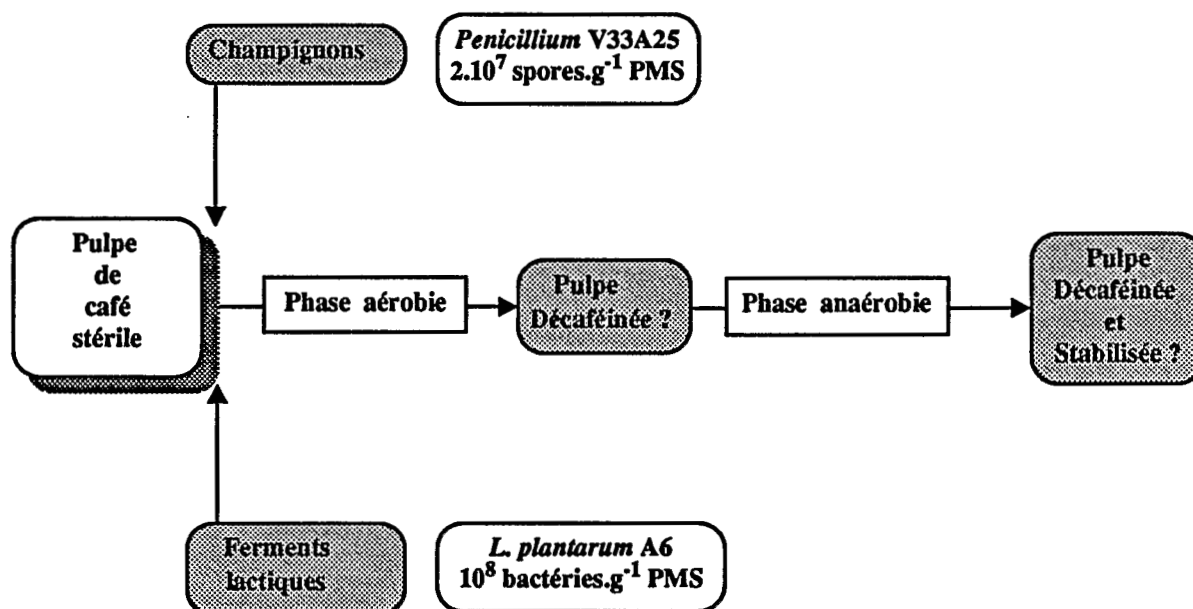 Champignons
Penicillium V33A25
2.10⁷ spores.g⁻¹ PMS
Pulpe
de
café
stérile
Phase aérobie
Pulpe
Décaféinée ?
Phase anaérobie
Pulpe
Décaféinée
et
Stabilisée ?
Ferments
lactiques
L. plantarum A6
10⁸ bactéries.g⁻¹ PMS